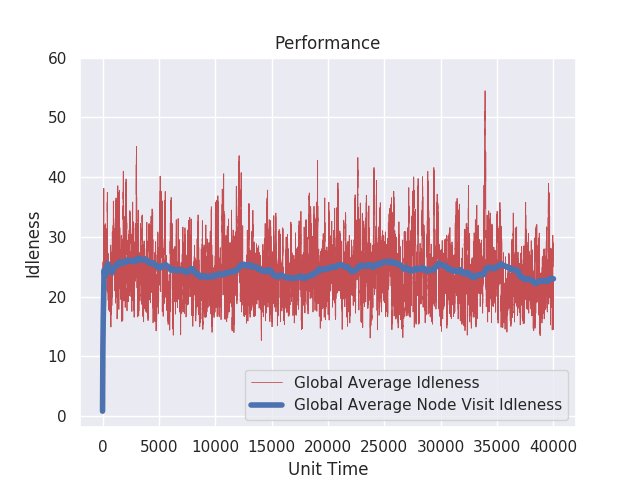 Performance
60
50
40
30
20
10
0
Idleness
Global Average Idleness
Global Average Node Visit Idleness
0 5000 10000 15000 20000 25000 30000 35000 40000
Unit Time